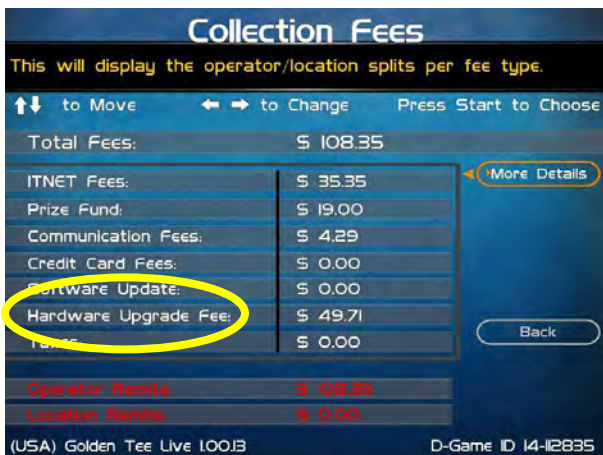 Collection Fees
This will display the operator/location splits per fee type.
to Move to Change Press Start to Choose
Total Fees: $ 108.35
More Details
ITNET Fees: $ 35.35
Prize Fund: $ 19.00
Communication Fees: $ 4.29
Credit Card Fees: $ 0.00
Software Update: $ 0.00
Hardware Upgrade Fee: $ 49.71
Back
Taxes: $ 0.00
Operator Remits: $ 108.35
Location Remits: $ 0.00
(USA) Golden Tee Live 1.00.13 D-Game ID 14-112835